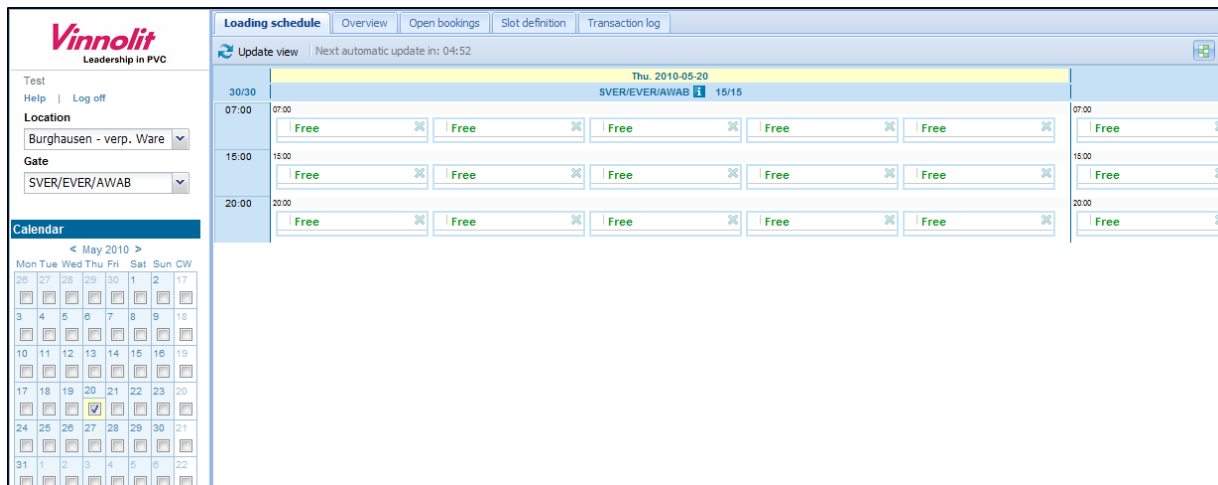 Vinnolit
Leadership in PVC
Test
Help | Log off
Location
Burghausen - verp. Ware
Gate
SVER/EVER/AWAB
Calendar
< May 2010 >
Mon Tue Wed Thu Fri Sat Sun CW
26 27 28 29 30 1 2 17
3 4 5 6 7 8 9 18
10 11 12 13 14 15 16 19
17 18 19 20 21 22 23 20
24 25 26 27 28 29 30 21
31 1 2 3 4 5 6 22
Loading schedule Overview Open bookings Slot definition Transaction log
Update view Next automatic update in: 04:52
Thu. 2010-05-20
30/30 SVER/EVER/AWAB i 15/15
07:00 07:00 07:00
Free Free Free Free Free Free
15:00 15:00 15:00
Free Free Free Free Free Free
20:00 20:00 20:00
Free Free Free Free Free Free